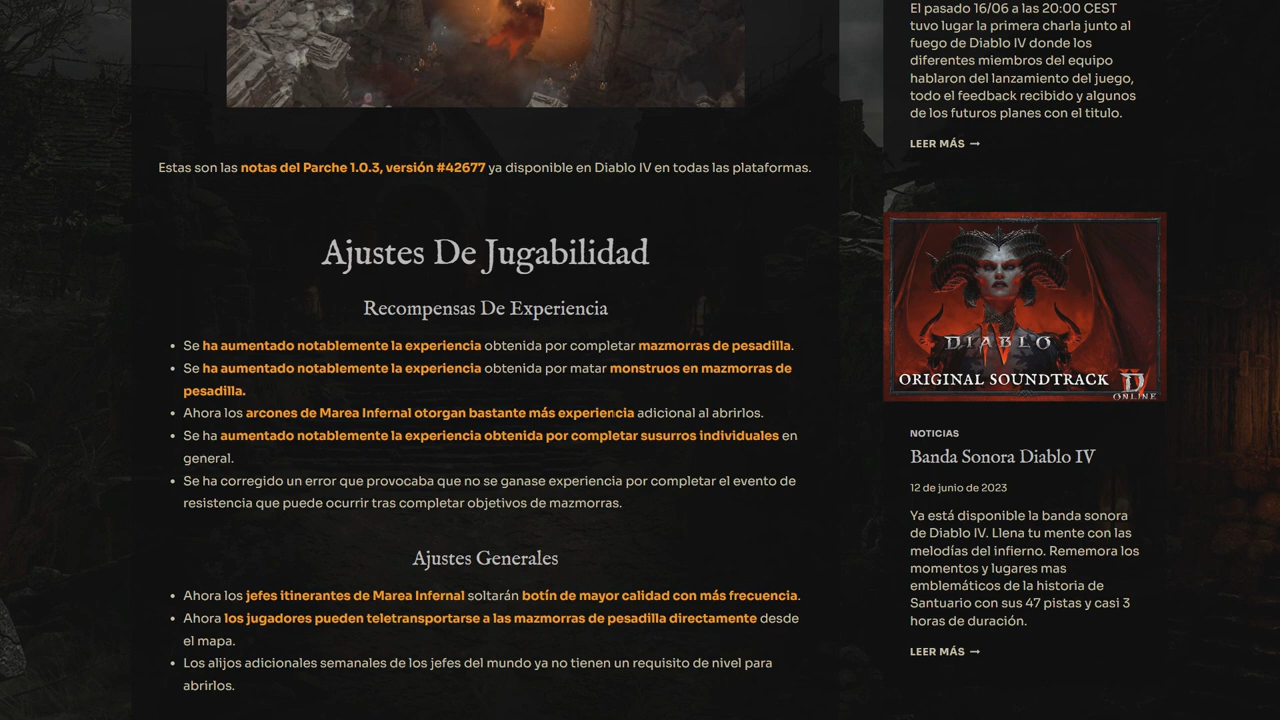 Estas son las notas del Parche 1.0.3, versión #42677 ya disponible en Diablo IV en todas las plataformas.
Ajustes De Jugabilidad
Recompensas De Experiencia
• Se ha aumentado notablemente la experiencia obtenida por completar mazmorras de pesadilla.
• Se ha aumentado notablemente la experiencia obtenida por matar monstruos en mazmorras de
pesadilla.
• Ahora los arcones de Marea Infernal otorgan bastante más experiencia adicional al abrirlos.
• Se ha aumentado notablemente la experiencia obtenida por completar susurros individuales en
general.
• Se ha corregido un error que provocaba que no se ganase experiencia por completar el evento de
resistencia que puede ocurrir tras completar objetivos de mazmorras.
Ajustes Generales
• Ahora los jefes itinerantes de Marea Infernal soltarán botín de mayor calidad con más frecuencia.
• Ahora los jugadores pueden teletransportarse a las mazmorras de pesadilla directamente desde
el mapa.
• Los alijos adicionales semanales de los jefes del mundo ya no tienen un requisito de nivel para
abrirlos.
El pasado 16/06 a las 20:00 CEST
tuvo lugar la primera charla junto al
fuego de Diablo IV donde los
diferentes miembros del equipo
hablaron del lanzamiento del juego,
todo el feedback recibido y algunos
de los futuros planes con el titulo.
LEER MÁS →
DIABLO
IV
ORIGINAL SOUNDTRACK
D
ONLINE
NOTICIAS
Banda Sonora Diablo IV
12 de junio de 2023
Ya está disponible la banda sonora
de Diablo IV. Llena tu mente con las
melodías del infierno. Rememora los
momentos y lugares mas
emblemáticos de la historia de
Santuario con sus 47 pistas y casi 3
horas de duración.
LEER MÁS →